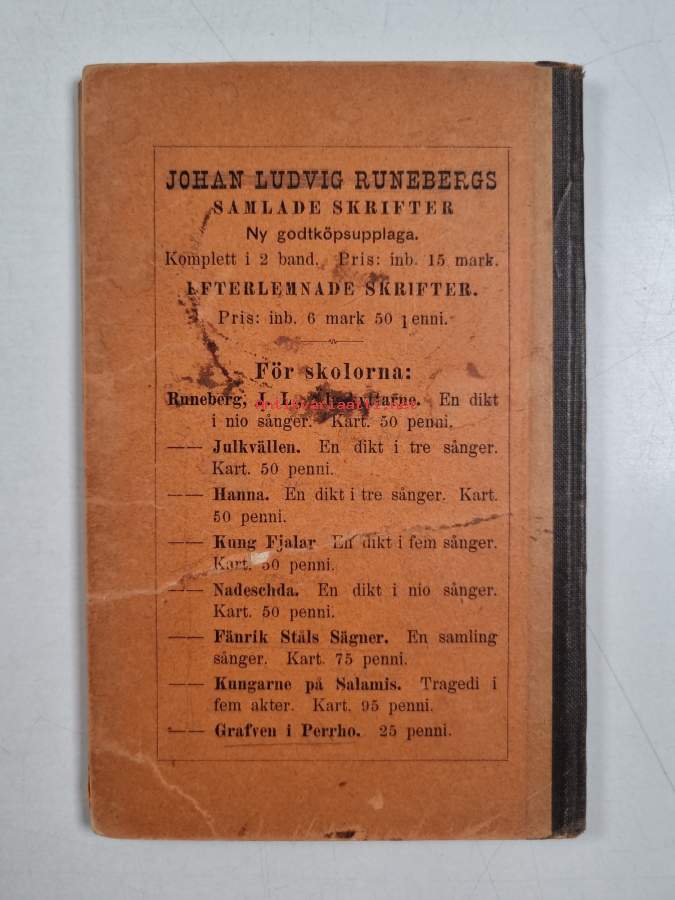 JOHAN LUDVIG RUNEBERGS
SAMLADE SKRIFTER
Ny godtköpsupplaga.
Komplett i 2 band. Pris: inb. 15 mark.
EFTERLEMNADE SKRIFTER.
Pris: inb. 6 mark 50 penni.
För skolorna:
Runeberg, J. L., En dikt
i nio sånger. Kart. 50 penni.
—— Julkvällen. En dikt i tre sånger.
Kart. 50 penni.
—— Hanna. En dikt i tre sånger. Kart.
50 penni.
—— Kung Fjalar En dikt i fem sånger.
Kart. 50 penni.
—— Nadeschda. En dikt i nio sånger.
Kart. 50 penni.
—— Fänrik Ståls Sägner. En samling
sånger. Kart. 75 penni.
—— Kungarne på Salamis. Tragedi i
fem akter. Kart. 95 penni.
—— Grafven i Perrho. 25 penni.